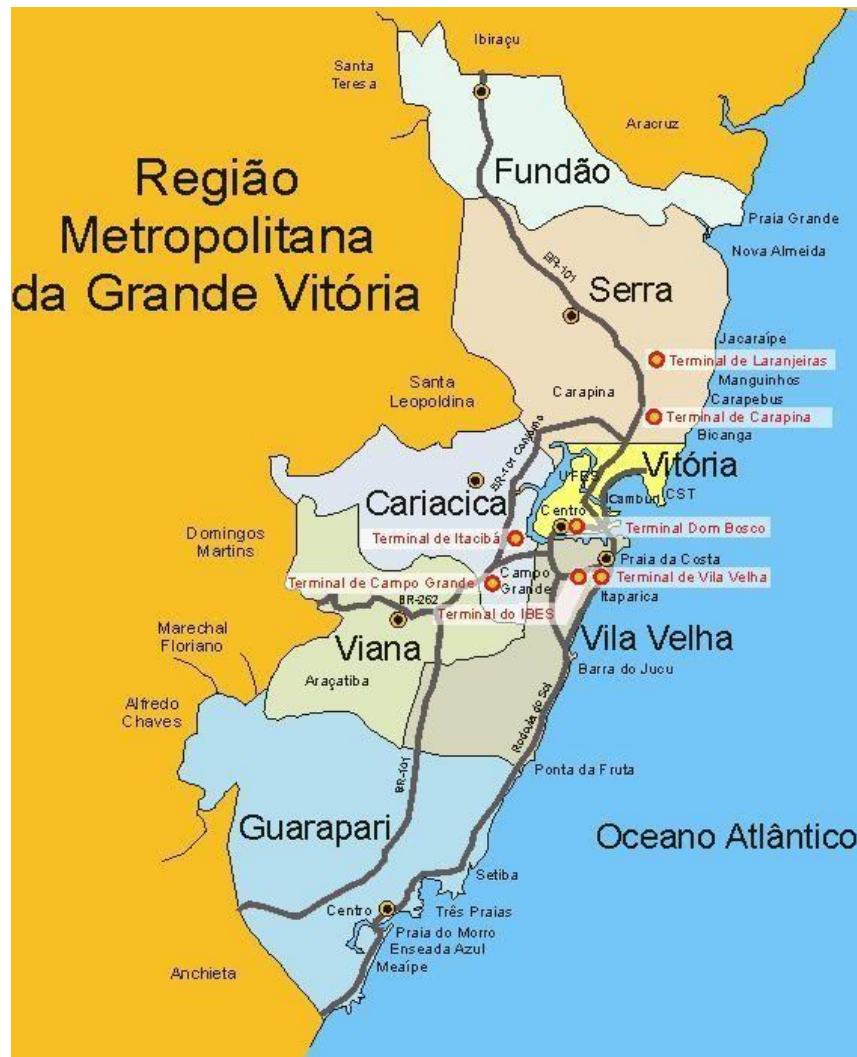 Ibiraçu
Santa
Teresa
Aracruz
Região
Metropolitana
da Grande Vitória
Fundão
Praia Grande
Nova Almeida
BR-101
Serra
Jacaraípe
Terminal de Laranjeiras
Manguinhos
Carapebus
Carapina
Terminal de Carapina
Bicanga
Santa
Leopoldina
BR-101 Contorno
Vitória
UFES
CST
Camburi
Cariacica
Centro
Terminal Dom Bosco
Domingos
Martins
Terminal de Itacibá
Praia da Costa
Terminal de Campo Grande
Campo
Grande
Terminal de Vila Velha
Itaparica
BR-262
Terminal do IBES
Marechal
Floriano
Viana
Vila Velha
Barra do Jucu
Araçatiba
Alfredo
Chaves
Rodovia do Sol
BR-101
Ponta da Fruta
Guarapari
Oceano Atlântico
Setiba
Centro
Três Praias
Praia do Morro
Enseada Azul
Meaípe
Anchieta